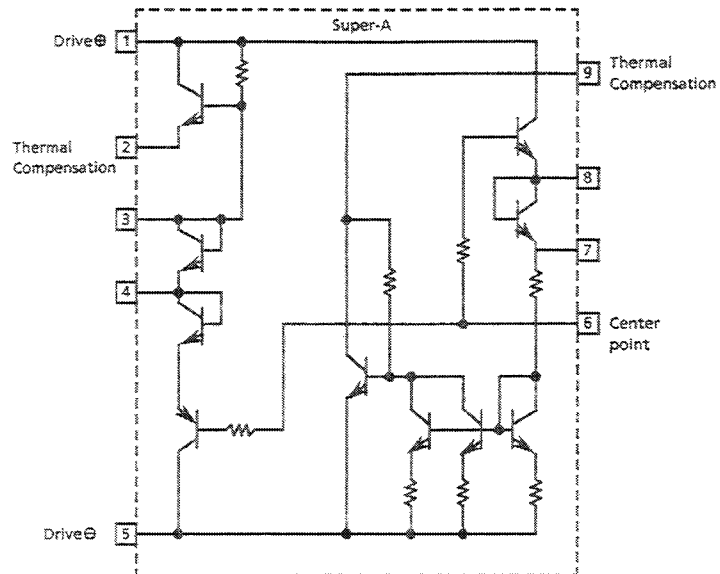 Super-A
Drive⊕ 1
9 Thermal
Compensation
Thermal 2
Compensation
8
3
7
4
6 Center
point
Drive⊖ 5